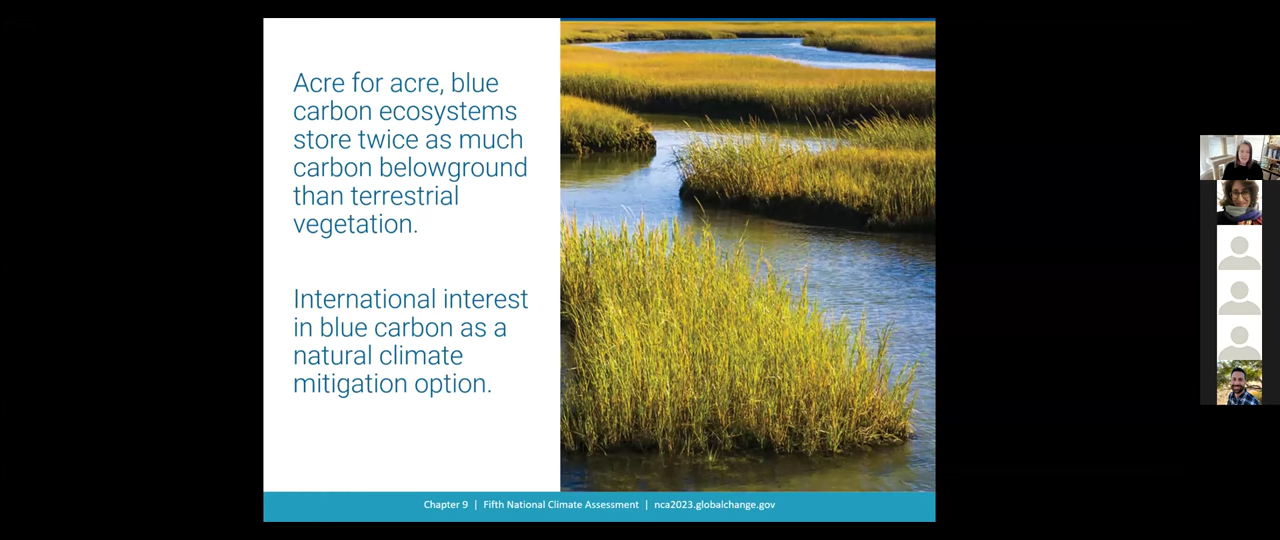 Acre for acre, blue
carbon ecosystems
store twice as much
carbon belowground
than terrestrial
vegetation.
International interest
in blue carbon as a
natural climate
mitigation option.
Chapter 9 | Fifth National Climate Assessment | nca2023.globalchange.gov